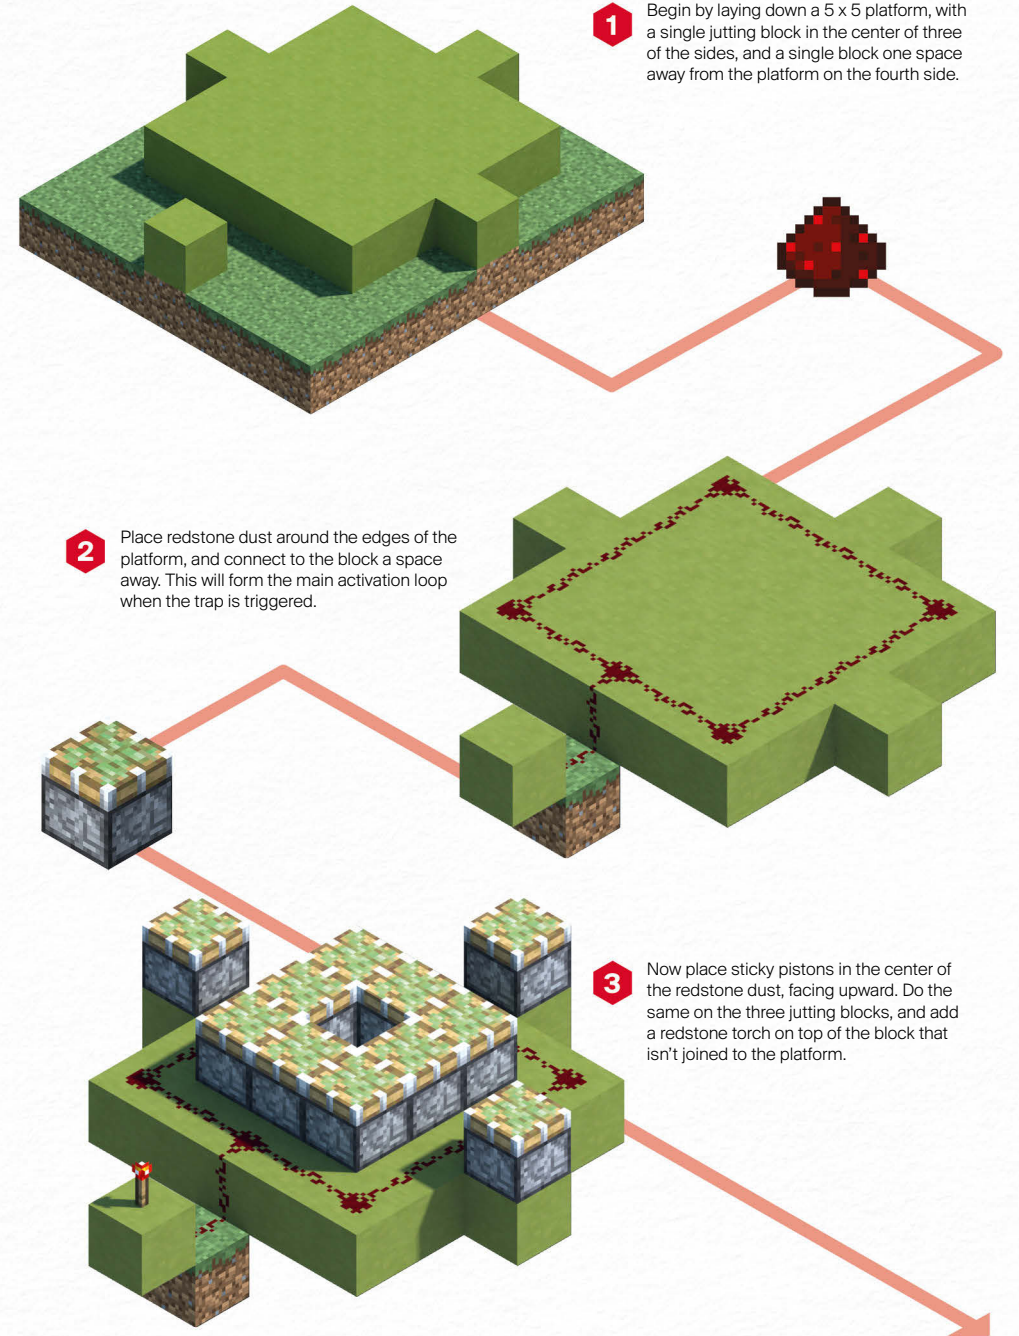 1
Begin by laying down a 5 x 5 platform, with
a single jutting block in the center of three
of the sides, and a single block one space
away from the platform on the fourth side.
2
Place redstone dust around the edges of the
platform, and connect to the block a space
away. This will form the main activation loop
when the trap is triggered.
3
Now place sticky pistons in the center of
the redstone dust, facing upward. Do the
same on the three jutting blocks, and add
a redstone torch on top of the block that
isn't joined to the platform.